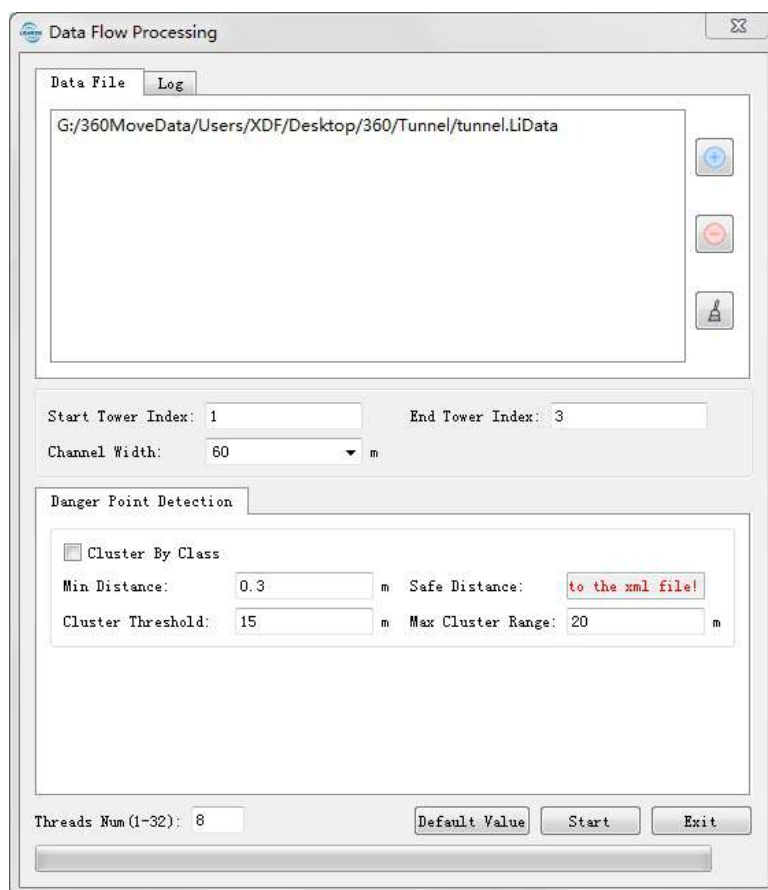 Data Flow Processing
Data File Log
G:/360MoveData/Users/XDF/Desktop/360/Tunnel/tunnel.LiData
Start Tower Index: 1 End Tower Index: 3
Channel Width: 60 m
Danger Point Detection
Cluster By Class
Min Distance: 0.3 m Safe Distance: to the xml file!
Cluster Threshold: 15 m Max Cluster Range: 20 m
Threads Num(1-32): 8 Default Value Start Exit